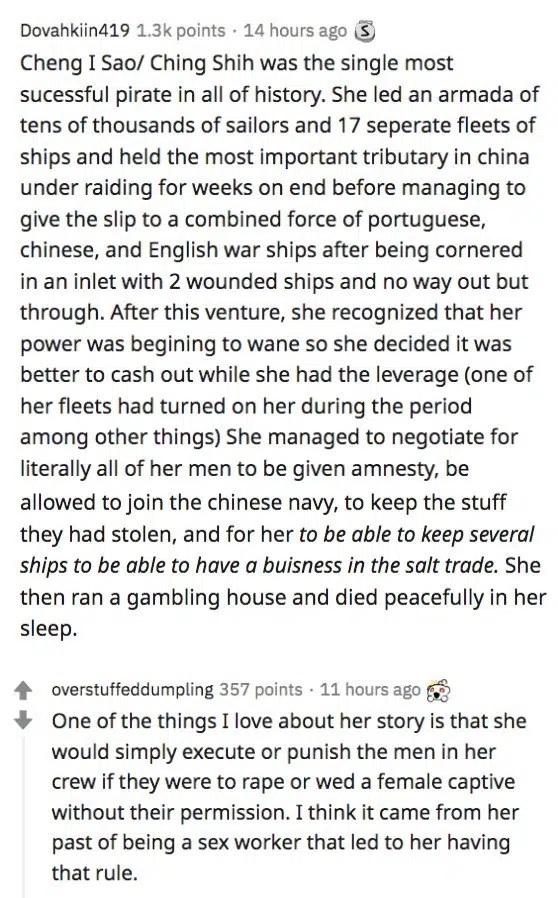 Dovahkiin419 1.3k points · 14 hours ago S
Cheng I Sao/ Ching Shih was the single most
sucessful pirate in all of history. She led an armada of
tens of thousands of sailors and 17 seperate fleets of
ships and held the most important tributary in china
under raiding for weeks on end before managing to
give the slip to a combined force of portuguese,
chinese, and English war ships after being cornered
in an inlet with 2 wounded ships and no way out but
through. After this venture, she recognized that her
power was begining to wane so she decided it was
better to cash out while she had the leverage (one of
her fleets had turned on her during the period
among other things) She managed to negotiate for
literally all of her men to be given amnesty, be
allowed to join the chinese navy, to keep the stuff
they had stolen, and for her to be able to keep several
ships to be able to have a buisness in the salt trade. She
then ran a gambling house and died peacefully in her
sleep.
overstuffeddumpling 357 points · 11 hours ago
One of the things I love about her story is that she
would simply execute or punish the men in her
crew if they were to rape or wed a female captive
without their permission. I think it came from her
past of being a sex worker that led to her having
that rule.